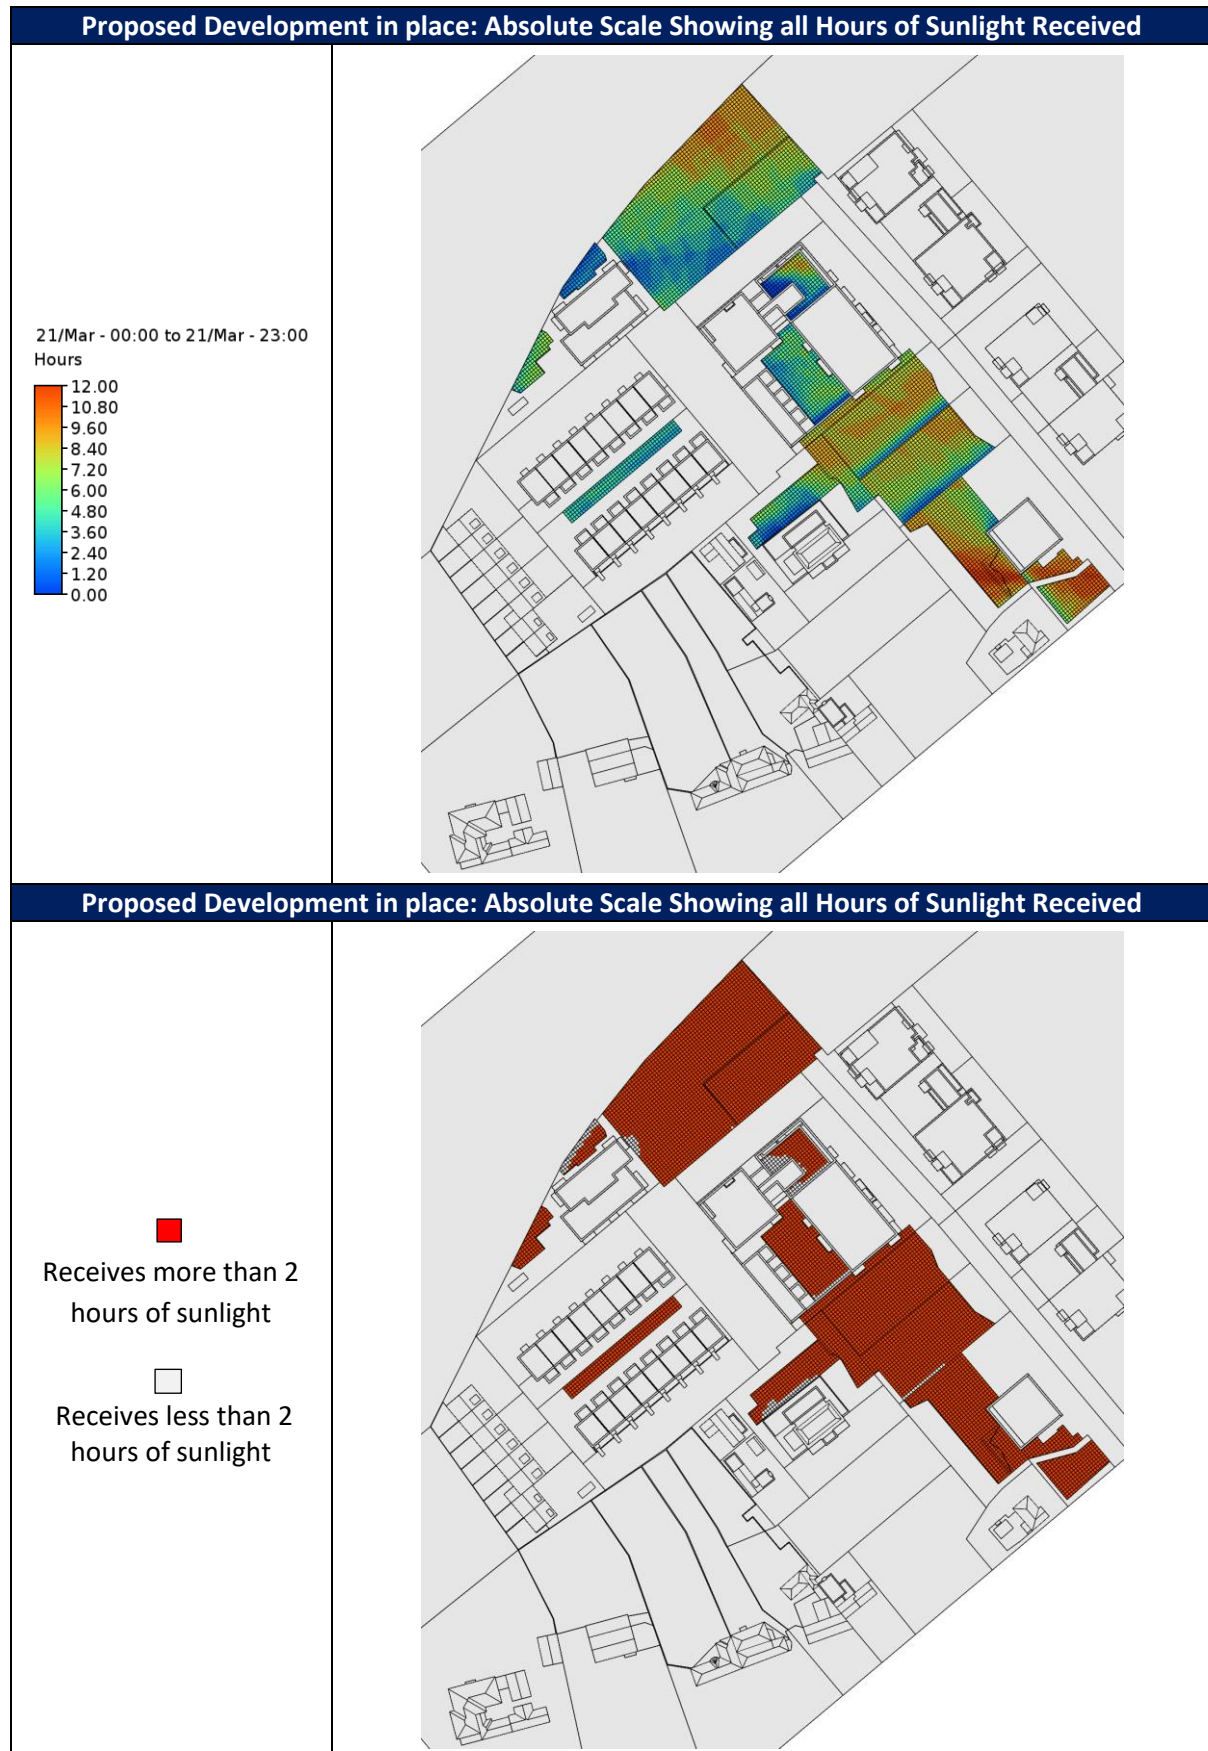 Proposed Development in place: Absolute Scale Showing all Hours of Sunlight Received
21/Mar - 00:00 to 21/Mar - 23:00
Hours
12.00
10.80
9.60
8.40
7.20
6.00
4.80
3.60
2.40
1.20
0.00
Proposed Development in place: Absolute Scale Showing all Hours of Sunlight Received
Receives more than 2
hours of sunlight
Receives less than 2
hours of sunlight